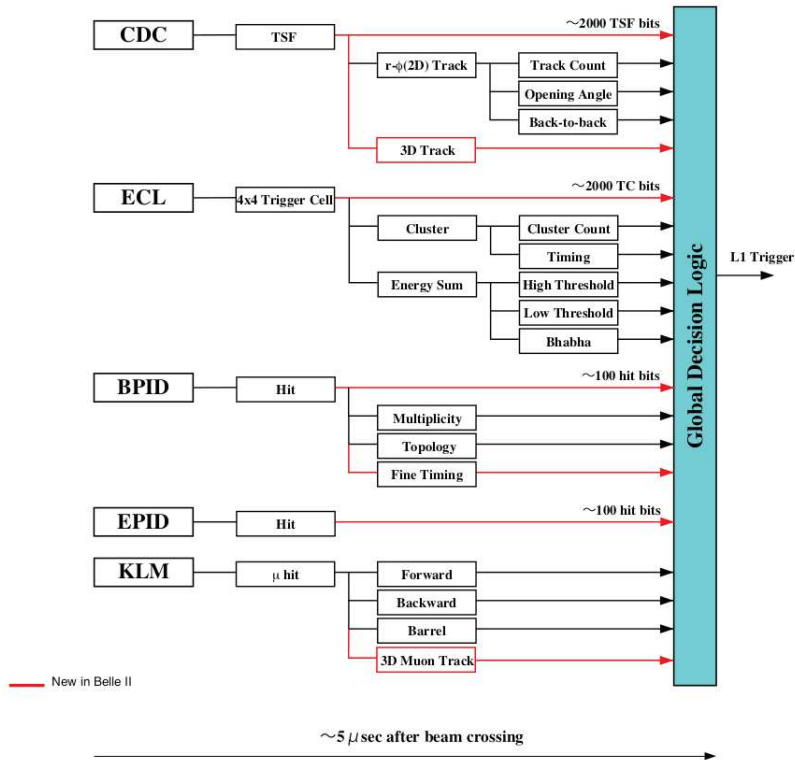 CDC
TSF
～2000 TSF bits
r-ϕ(2D) Track
Track Count
Opening Angle
Back-to-back
3D Track
ECL
4x4 Trigger Cell
～2000 TC bits
Cluster
Cluster Count
Timing
Energy Sum
High Threshold
Low Threshold
Bhabha
BPID
Hit
～100 hit bits
Multiplicity
Topology
Fine Timing
EPID
Hit
～100 hit bits
KLM
μ hit
Forward
Backward
Barrel
3D Muon Track
Global Decision Logic
L1 Trigger
New in Belle II
～5 μsec after beam crossing